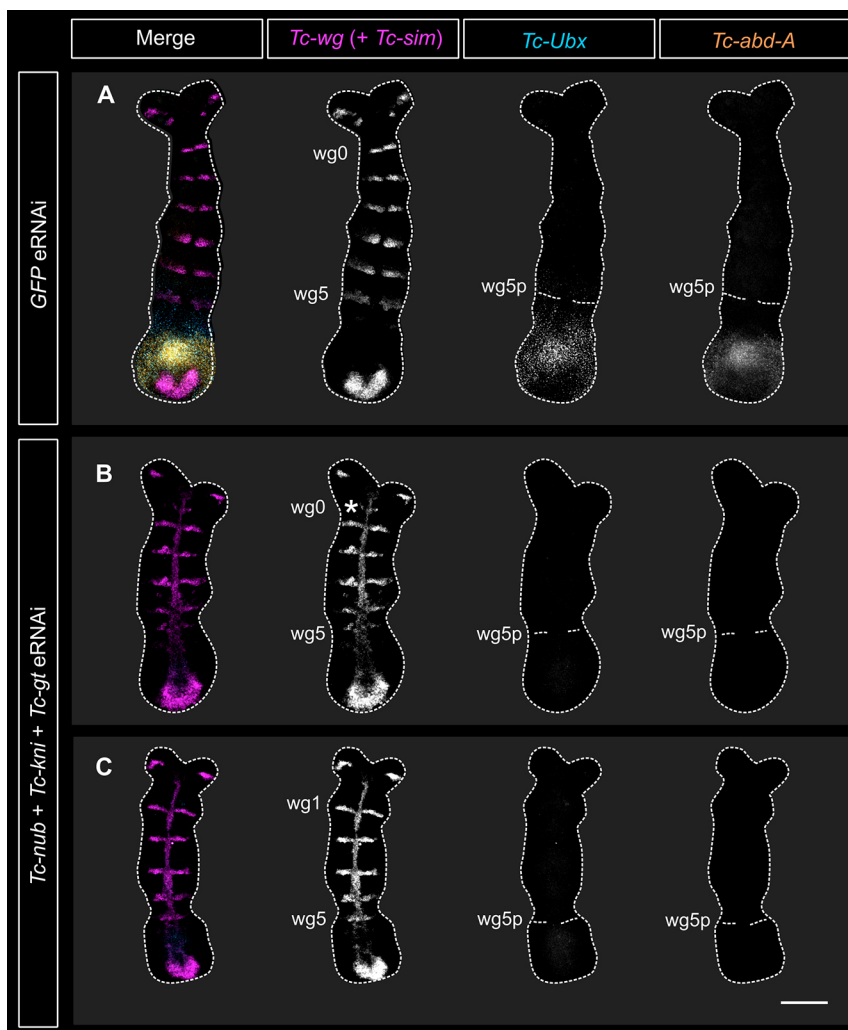 Merge
Tc-wg (+ Tc-sim)
Tc-Ubx
Tc-abd-A
GFP eRNAi
A
wg0
wg5
wg5p
wg5p
Tc-nub + Tc-kni + Tc-gt eRNAi
B
wg0
*
wg5
wg5p
wg5p
C
wg1
wg5
wg5p
wg5p